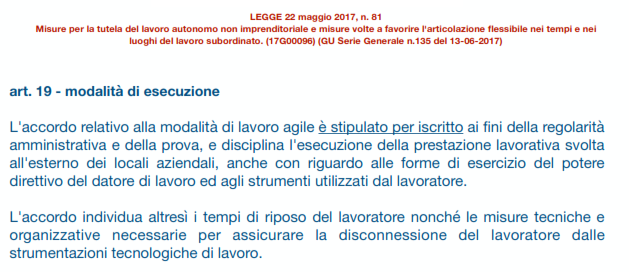 LEGGE 22 maggio 2017, n. 81
Misure per la tutela del lavoro autonomo non imprenditoriale e misure volte a favorire l'articolazione flessibile nei tempi e nei
luoghi del lavoro subordinato. (17G00096) (GU Serie Generale n.135 del 13-06-2017)
art. 19 - modalità di esecuzione
L'accordo relativo alla modalità di lavoro agile è stipulato per iscritto ai fini della regolarità
amministrativa e della prova, e disciplina l'esecuzione della prestazione lavorativa svolta
all'esterno dei locali aziendali, anche con riguardo alle forme di esercizio del potere
direttivo del datore di lavoro ed agli strumenti utilizzati dal lavoratore.
L'accordo individua altresì i tempi di riposo del lavoratore nonché le misure tecniche e
organizzative necessarie per assicurare la disconnessione del lavoratore dalle
strumentazioni tecnologiche di lavoro.